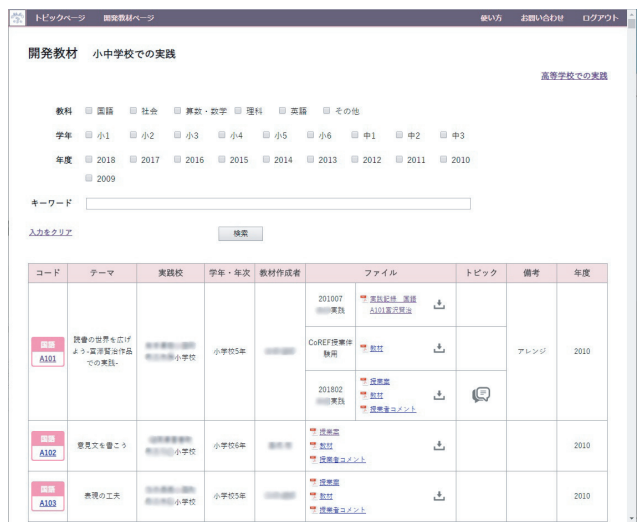 トピックページ 開発教材ページ 使い方 お問い合わせ ログアウト
開発教材 小中学校での実践
高等学校での実践
教科 国語 社会 算数・数学 理科 英語 その他
学年 小1 小2 小3 小4 小5 小6 中1 中2 中3
年度 2018 2017 2016 2015 2014 2013 2012 2011 2010
2009
キーワード
入力をクリア 検索
コード テーマ 実践校 学年・年次 教材作成者 ファイル トピック 備考 年度
国語
A101
読書の世界を広げ
よう-宮澤賢治作品
での実践-
小学校
小学校5年
201007
実践
実践記録 国語
A101宮沢賢治
CoREF授業体
験用
教材
201802
実践
授業案
教材
授業者コメント
アレンジ
2010
国語
A102
意見文を書こう
小学校
小学校6年
授業案
教材
授業者コメント
2010
国語
A103
表現の工夫
小学校
小学校5年
授業案
教材
授業者コメント
2010